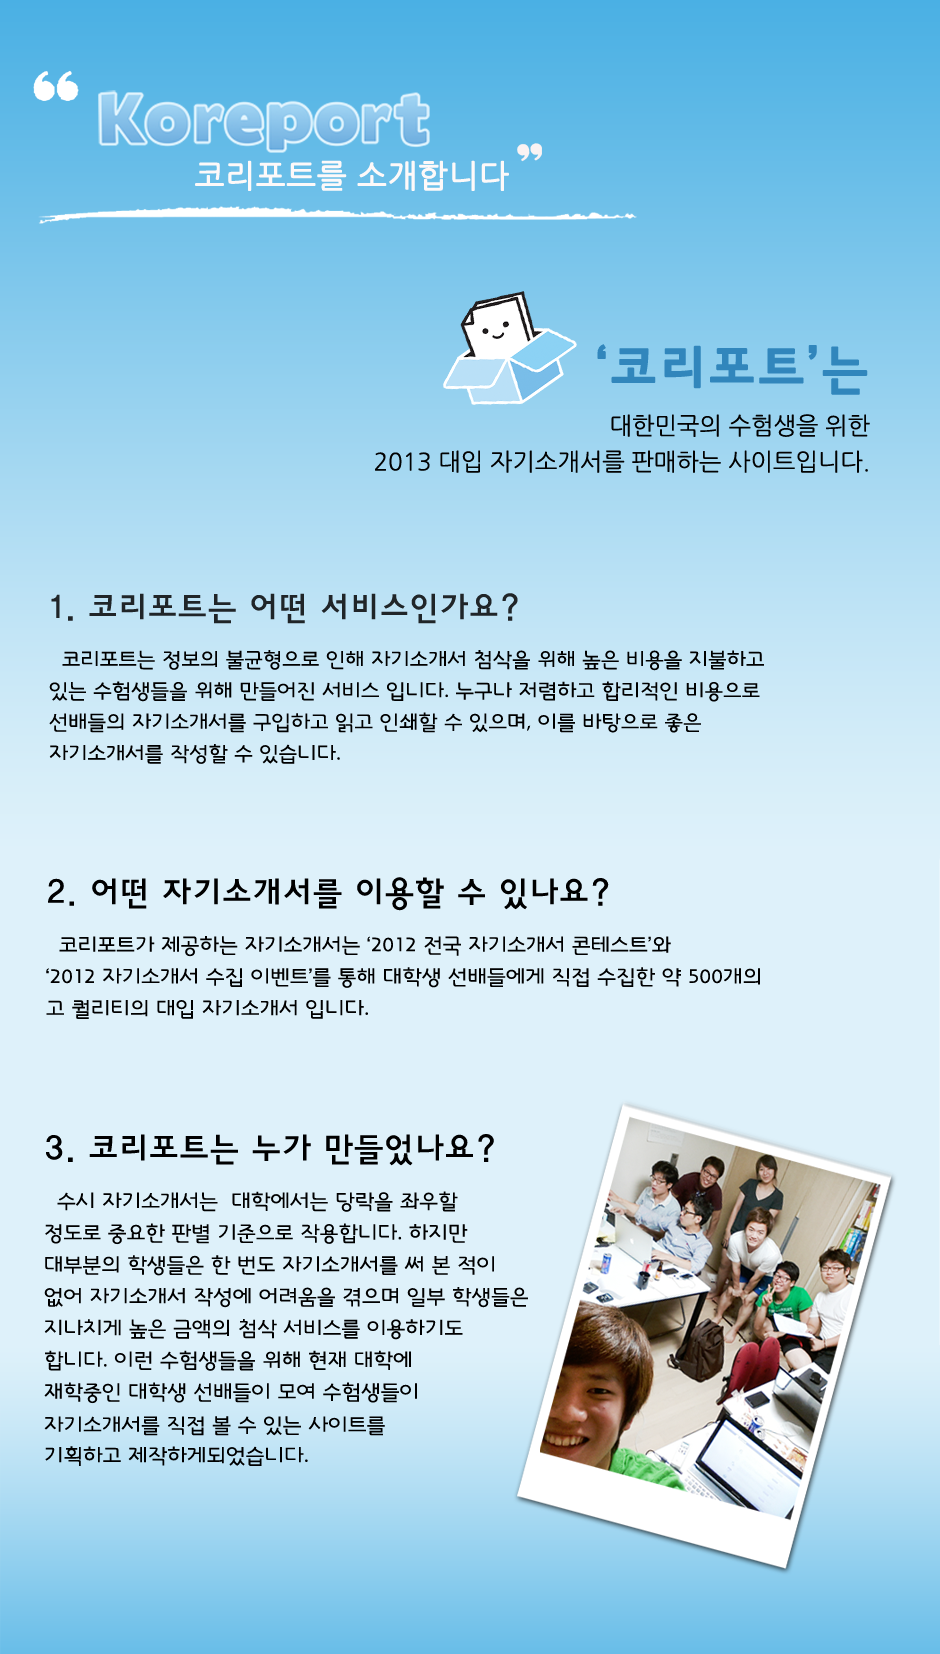 “
Koreport
코리포트를 소개합니다 ”
‘코리포트’는
대한민국의 수험생을 위한
2013 대입 자기소개서를 판매하는 사이트입니다.
1. 코리포트는 어떤 서비스인가요?
코리포트는 정보의 불균형으로 인해 자기소개서 첨삭을 위해 높은 비용을 지불하고
있는 수험생들을 위해 만들어진 서비스 입니다. 누구나 저렴하고 합리적인 비용으로
선배들의 자기소개서를 구입하고 읽고 인쇄할 수 있으며, 이를 바탕으로 좋은
자기소개서를 작성할 수 있습니다.
2. 어떤 자기소개서를 이용할 수 있나요?
코리포트가 제공하는 자기소개서는 ‘2012 전국 자기소개서 콘테스트’와
‘2012 자기소개서 수집 이벤트’를 통해 대학생 선배들에게 직접 수집한 약 500개의
고 퀄리티의 대입 자기소개서 입니다.
3. 코리포트는 누가 만들었나요?
수시 자기소개서는 대학에서는 당락을 좌우할
정도로 중요한 판별 기준으로 작용합니다. 하지만
대부분의 학생들은 한 번도 자기소개서를 써 본 적이
없어 자기소개서 작성에 어려움을 겪으며 일부 학생들은
지나치게 높은 금액의 첨삭 서비스를 이용하기도
합니다. 이런 수험생들을 위해 현재 대학에
재학중인 대학생 선배들이 모여 수험생들이
자기소개서를 직접 볼 수 있는 사이트를
기획하고 제작하게되었습니다.